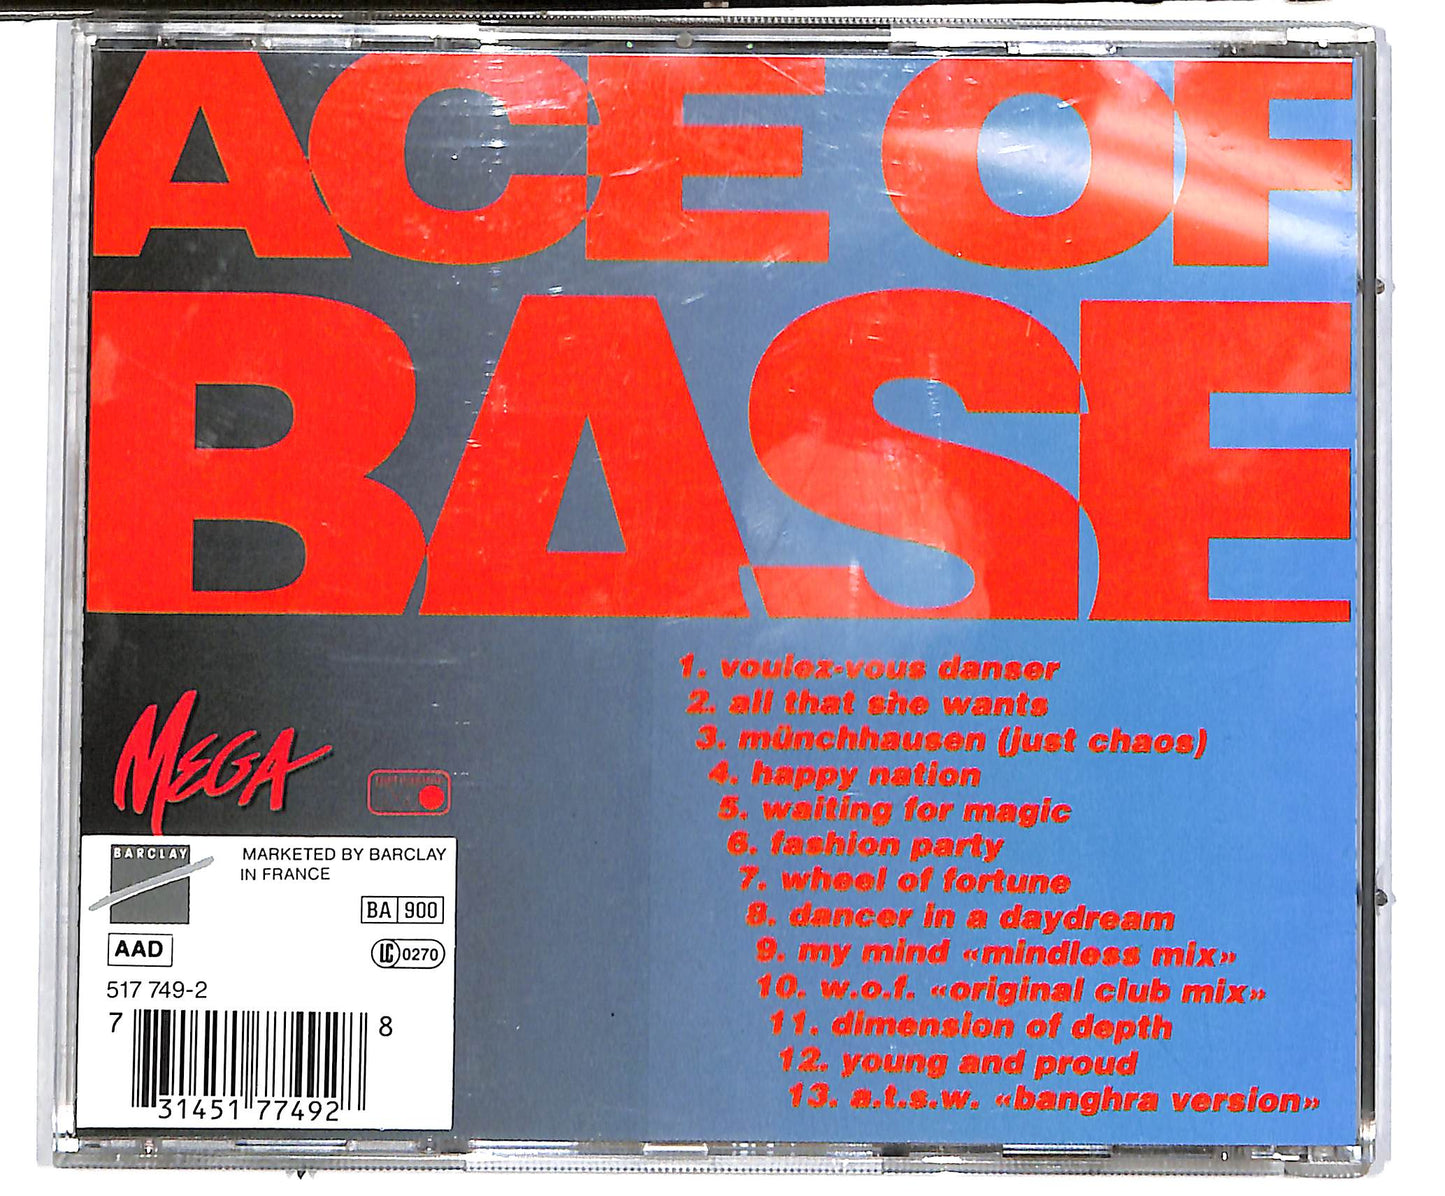 ACE OF
BASE
1. voulez-vous danser
2. all that she wants
3. münchhausen (just chaos)
4. happy nation
5. waiting for magic
6. fashion party
7. wheel of fortune
8. dancer in a daydream
9. my mind «mindless mix»
10. w.o.f. «original club mix»
11. dimension of depth
12. young and proud
13. a.t.s.w. «banghra version»
MEGA
BARCLAY
MARKETED BY BARCLAY
IN FRANCE
BA 900
AAD
LC 0270
517 749-2
7 31451 77492 8